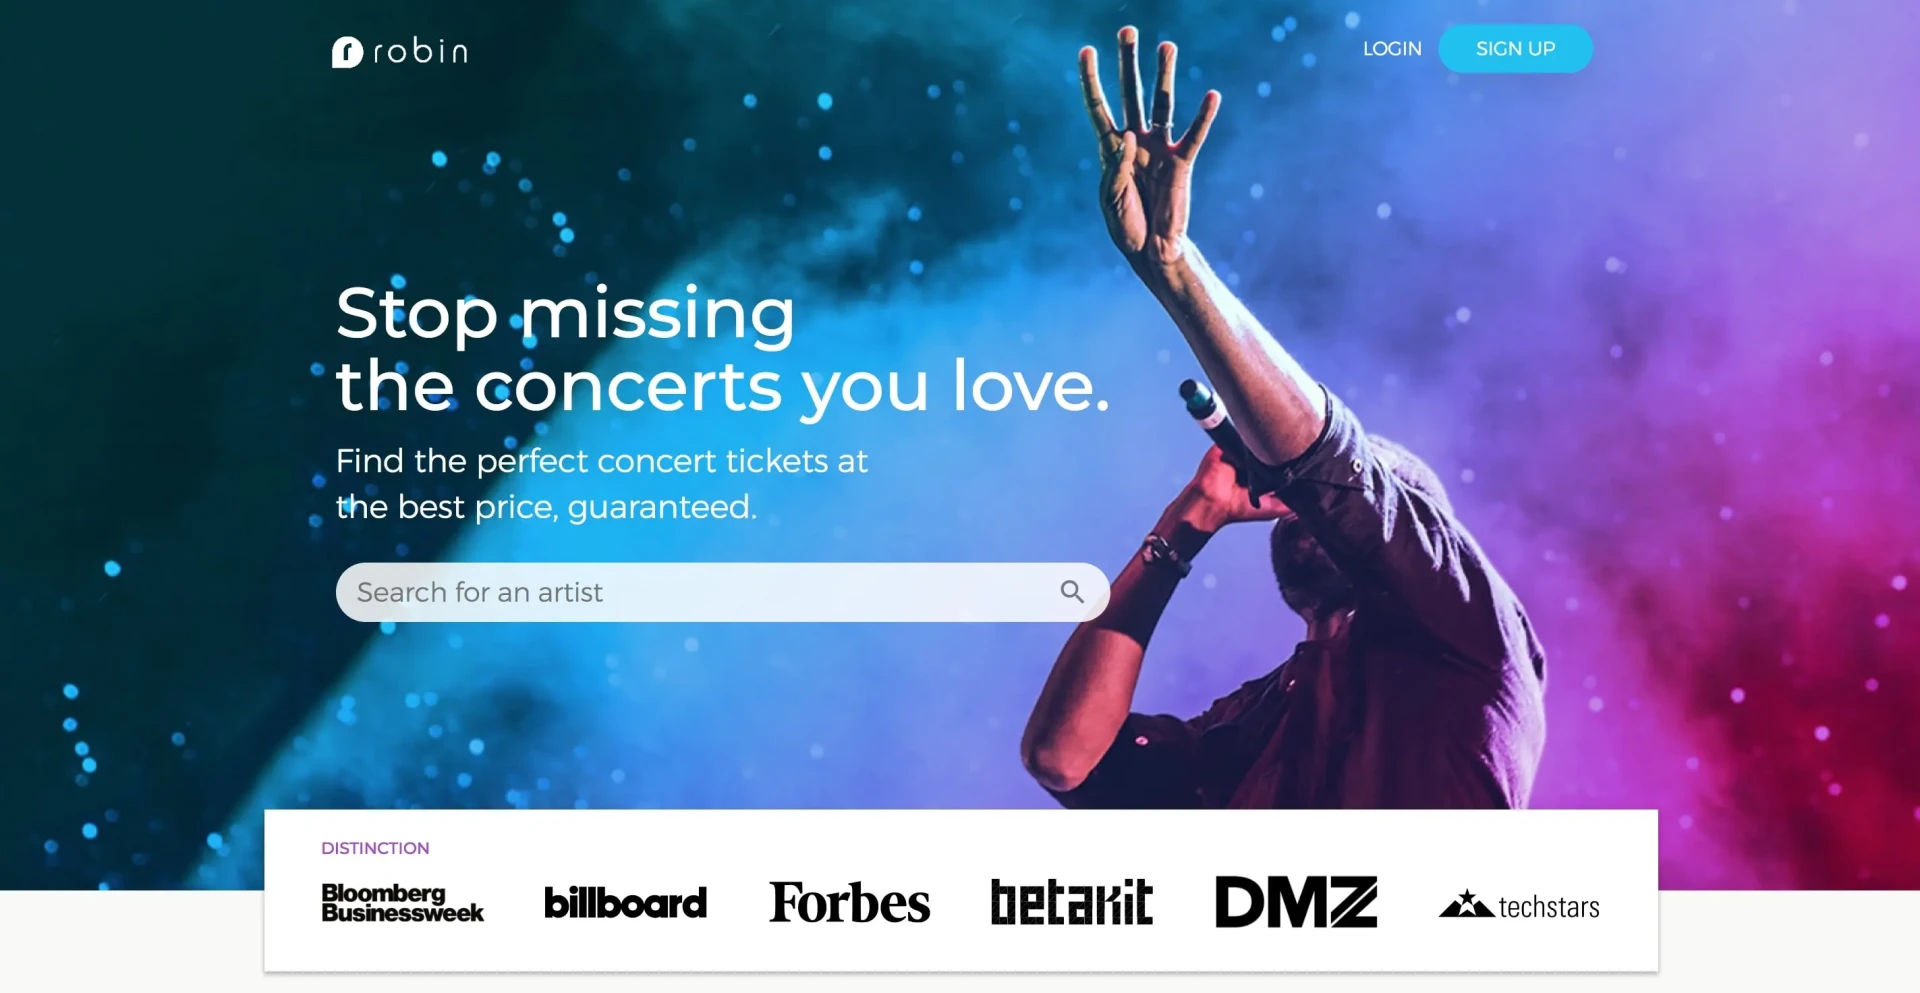 robin
LOGIN
SIGN UP
Stop missing
the concerts you love.
Find the perfect concert tickets at
the best price, guaranteed.
Search for an artist
DISTINCTION
Bloomberg
Businessweek
billboard
Forbes
betakit
DMZ
techstars